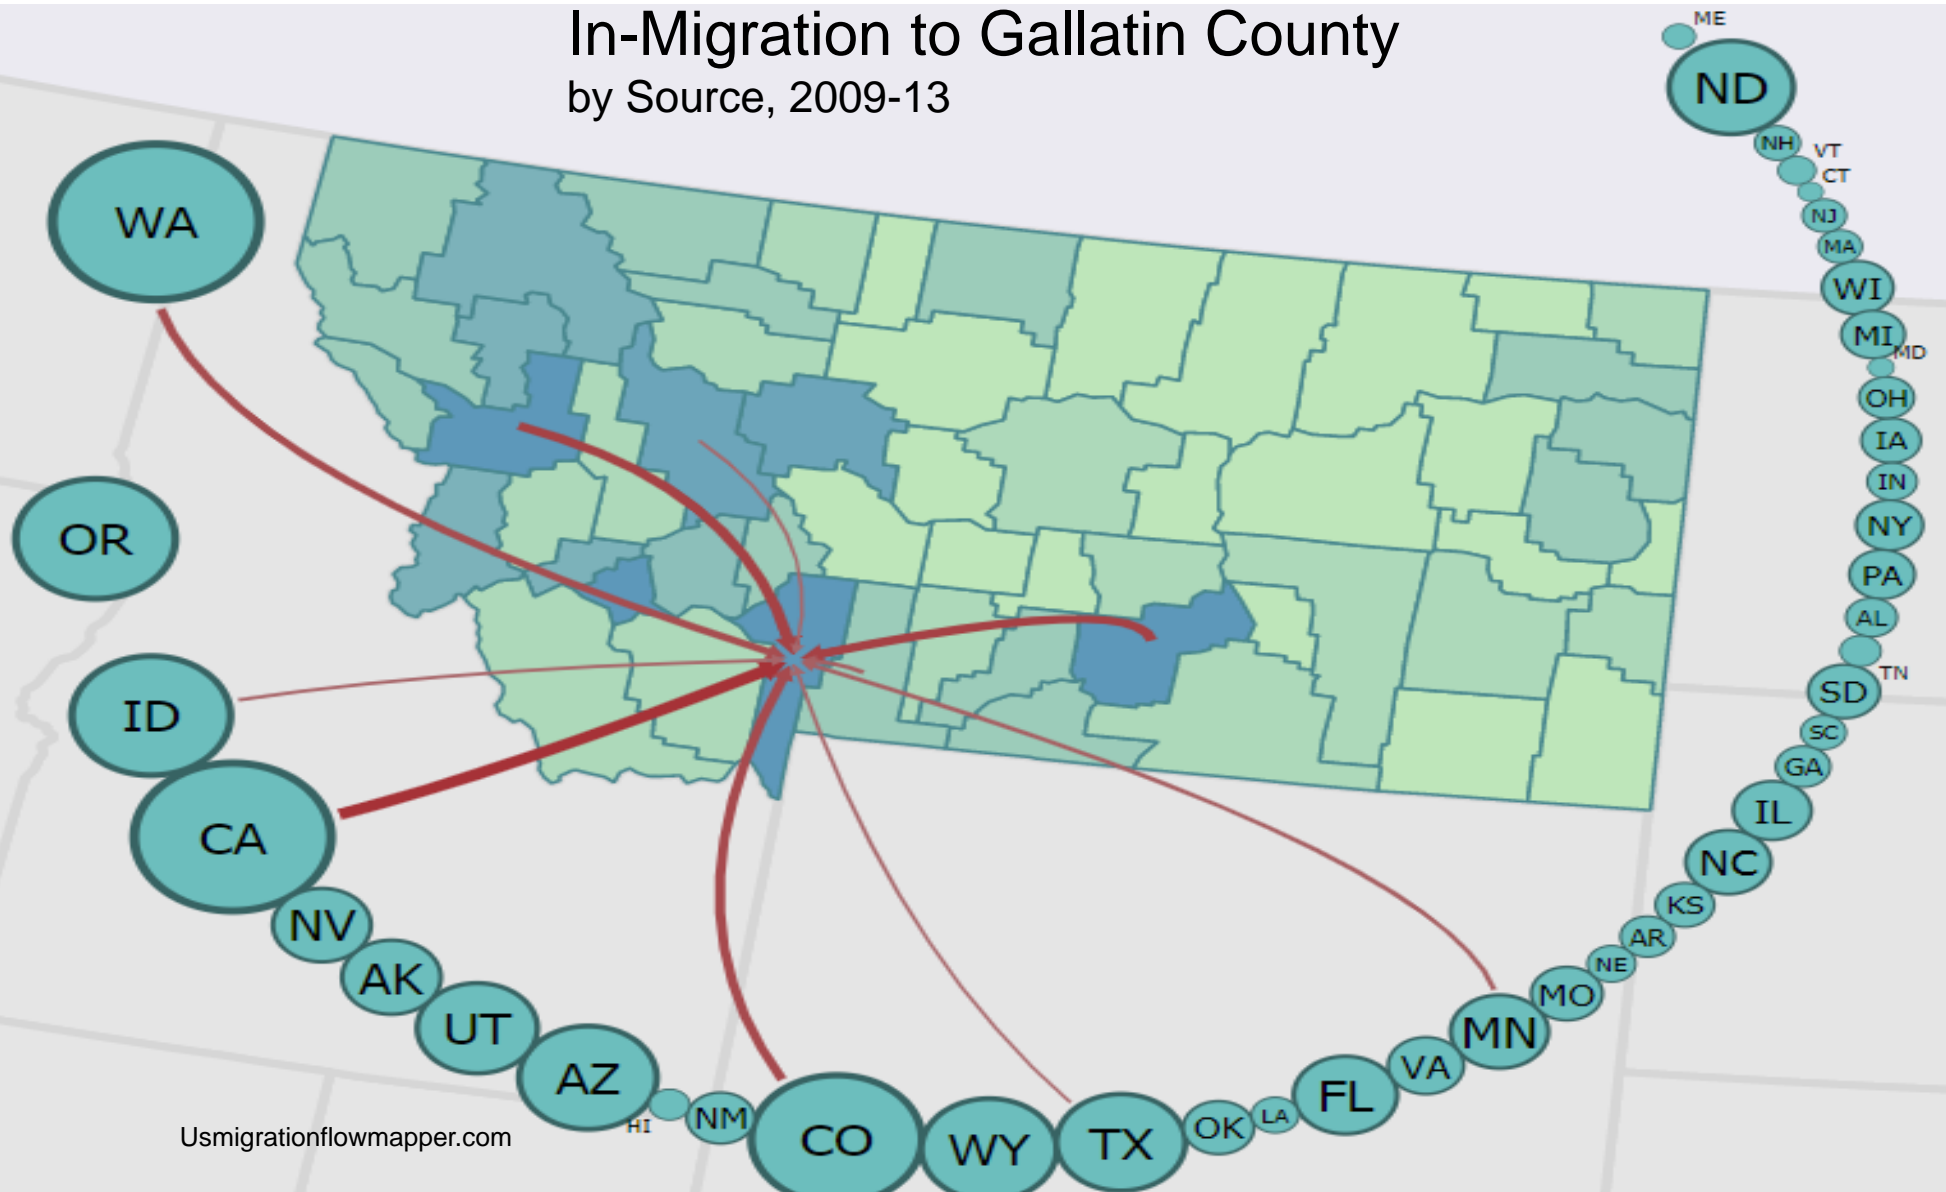 In-Migration to Gallatin County
by Source, 2009-13
ME
ND
NH
VT
CT
NJ
MA
WI
MI
MD
OH
IA
IN
NY
PA
AL
TN
SD
SC
GA
IL
NC
KS
AR
NE
MO
MN
VA
FL
LA
OK
TX
WY
CO
NM
HI
AZ
UT
AK
NV
CA
ID
OR
WA
Usmigrationflowmapper.com